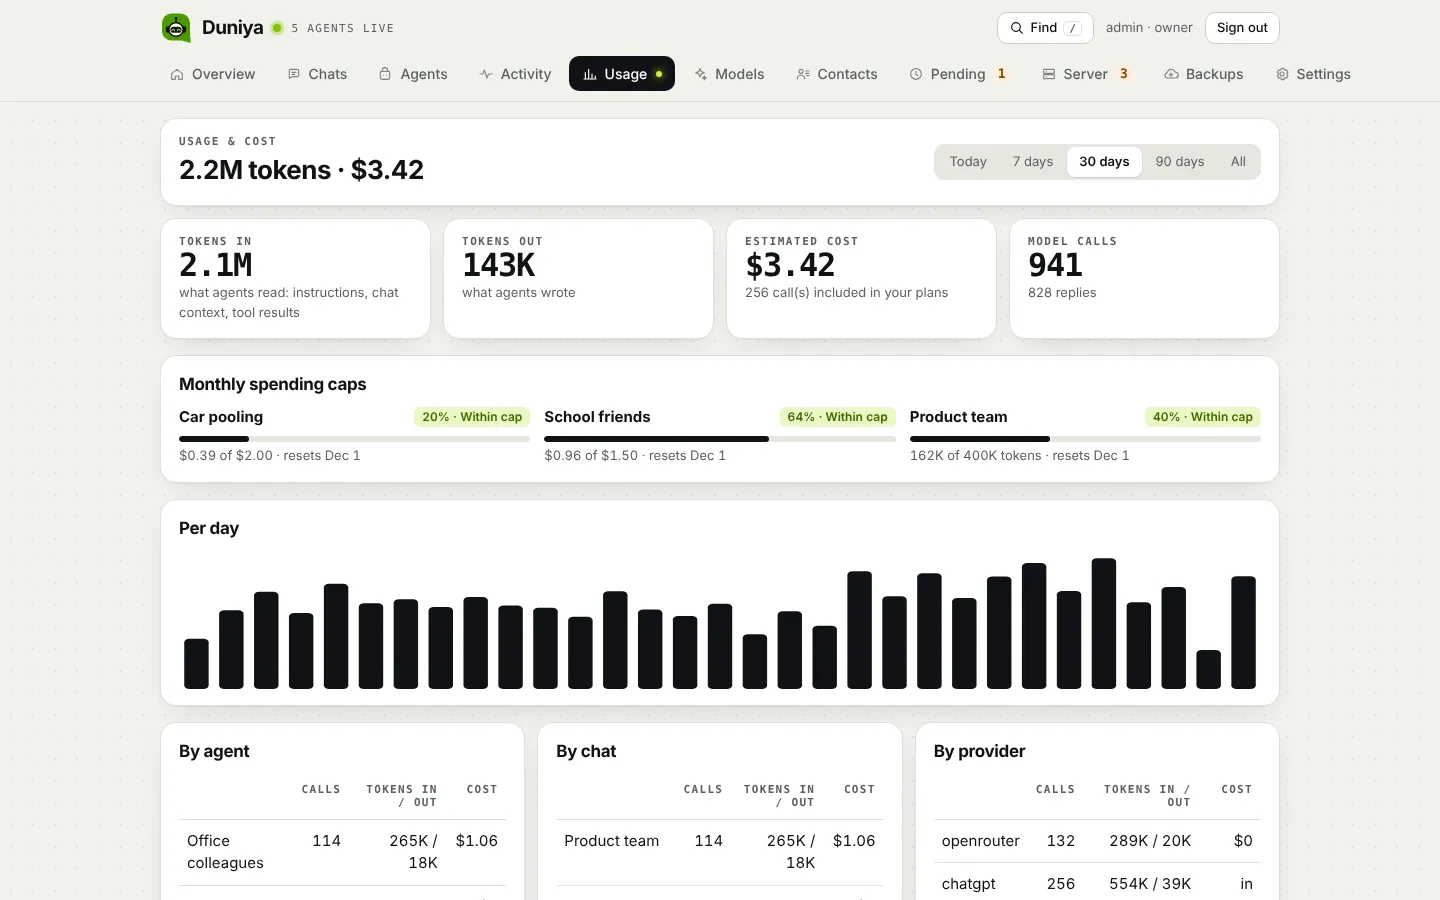 Duniya
5 AGENTS LIVE
Find /
admin · owner
Sign out
Overview
Chats
Agents
Activity
Usage
Models
Contacts
Pending 1
Server 3
Backups
Settings
USAGE & COST
2.2M tokens · $3.42
Today
7 days
30 days
90 days
All
TOKENS IN
2.1M
what agents read: instructions, chat
context, tool results
TOKENS OUT
143K
what agents wrote
ESTIMATED COST
$3.42
256 call(s) included in your plans
MODEL CALLS
941
828 replies
Monthly spending caps
Car pooling
20% · Within cap
$0.39 of $2.00 · resets Dec 1
School friends
64% · Within cap
$0.96 of $1.50 · resets Dec 1
Product team
40% · Within cap
162K of 400K tokens · resets Dec 1
Per day
By agent
CALLS
TOKENS IN
/ OUT
COST
Office
colleagues
114
265K /
18K
$1.06
By chat
CALLS
TOKENS IN
/ OUT
COST
Product team
114
265K /
18K
$1.06
By provider
CALLS
TOKENS IN /
OUT
COST
openrouter 132 289K / 20K $0
chatgpt 256 554K / 39K in